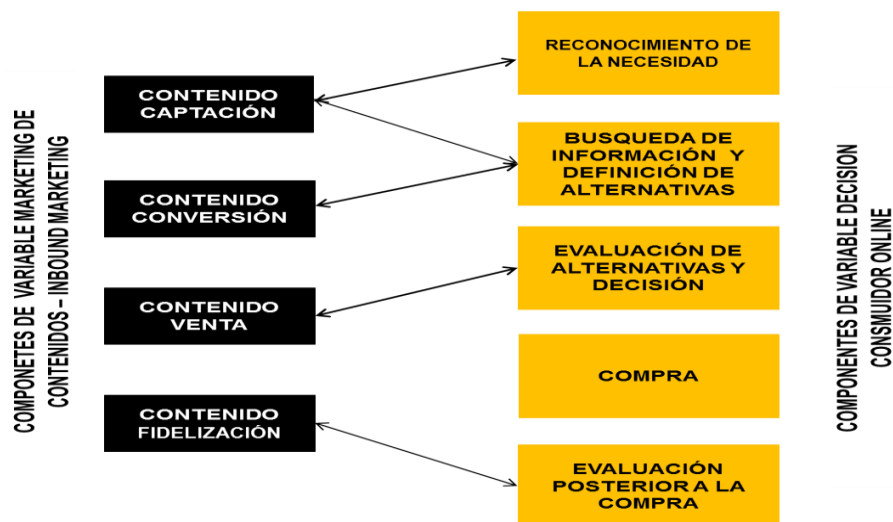 COMPONETES DE VARIABLE MARKETING DE
CONTENIDOS – INBOUND MARKETING
CONTENIDO
CAPTACIÓN
CONTENIDO
CONVERSIÓN
CONTENIDO
VENTA
CONTENIDO
FIDELIZACIÓN
RECONOCIMIENTO DE
LA NECESIDAD
BUSQUEDA DE
INFORMACIÓN Y
DEFINICIÓN DE
ALTERNATIVAS
EVALUACIÓN DE
ALTERNATIVAS Y
DECISIÓN
COMPRA
EVALUACIÓN
POSTERIOR A LA
COMPRA
COMPONENTES DE VARIABLE DECISION
CONSMUIDOR ONLINE